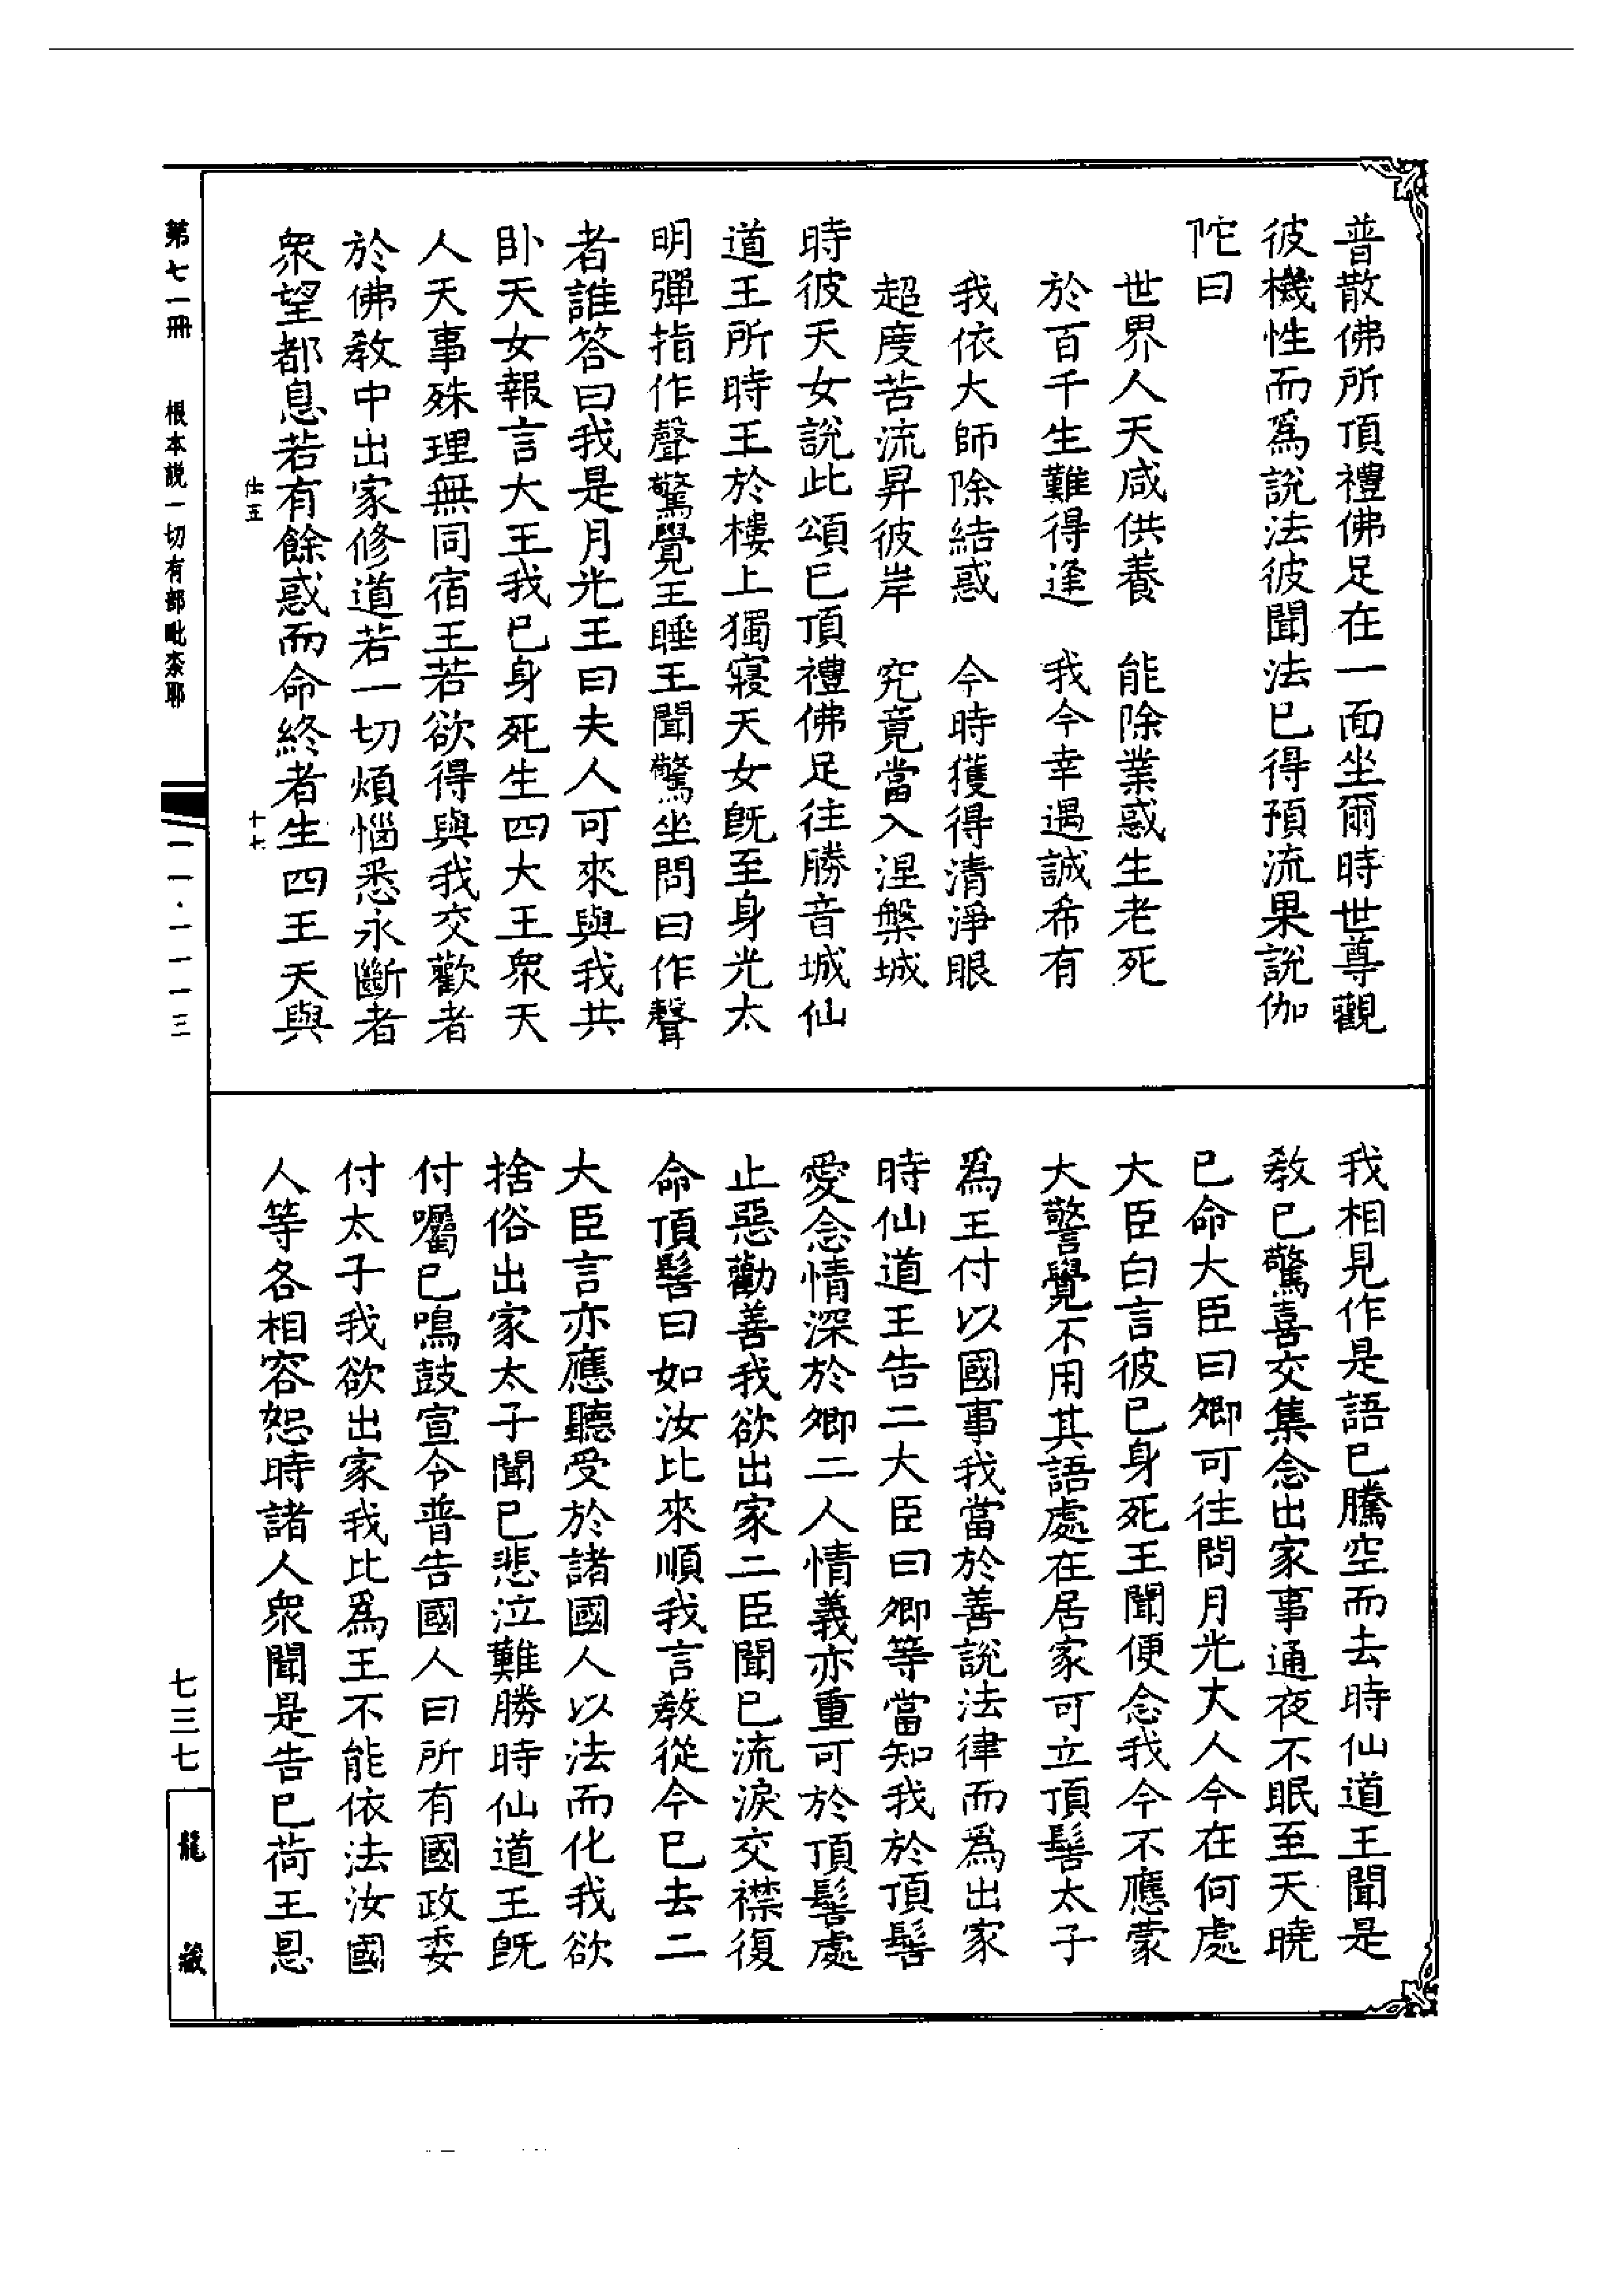 普散佛所頂禮佛足在一面坐爾時世尊觀
彼機性而爲說法彼聞法已得預流果說伽
陀曰
世界人天咸供養　能除業惑生老死
於百千生難得逢　我今幸遇誠希有
我依大師除結惑　今時獲得清淨眼
超度苦流昇彼岸　究竟當入涅槃城
時彼天女說此頌已頂禮佛足往勝音城仙
道王所時王於樓上獨寢天女旣至身光太
明彈指作聲驚覺王睡王聞驚坐問曰作聲
者誰答曰我是月光王曰夫人可來與我共
卧天女報言大王我已身死生四大王衆天
人天事殊理無同宿王若欲得與我交歡者
於佛教中出家修道若一切煩惱悉永斷者
衆望都息若有餘惑而命終者生四王天與
仕五　十七
我相見作是語已騰空而去時仙道王聞是
教已驚喜交集念出家事通夜不眠至天曉
已命大臣曰卿可往問月光大人今在何處
大臣白言彼已身死王聞便念我今不應蒙
大警覺不用其語處在居家可立頂髻太子
爲王付以國事我當於善說法律而爲出家
時仙道王告二大臣曰卿等當知我於頂髻
愛念情深於卿二人情義亦重可於頂髻處
止惡勸善我欲出家二臣聞已流淚交襟復
命頂髻曰如汝比來順我言教從今已去二
大臣言亦應聽受於諸國人以法而化我欲
捨俗出家太子聞已悲泣難勝時仙道王旣
付囑已鳴鼓宣令普告國人曰所有國政委
付太子我欲出家我比爲王不能依法汝國
人等各相容恕時諸人衆聞是告已荷王恩
第七一冊　根本說一切有部毗柰耶
一一·一一一三
七三七
龍藏